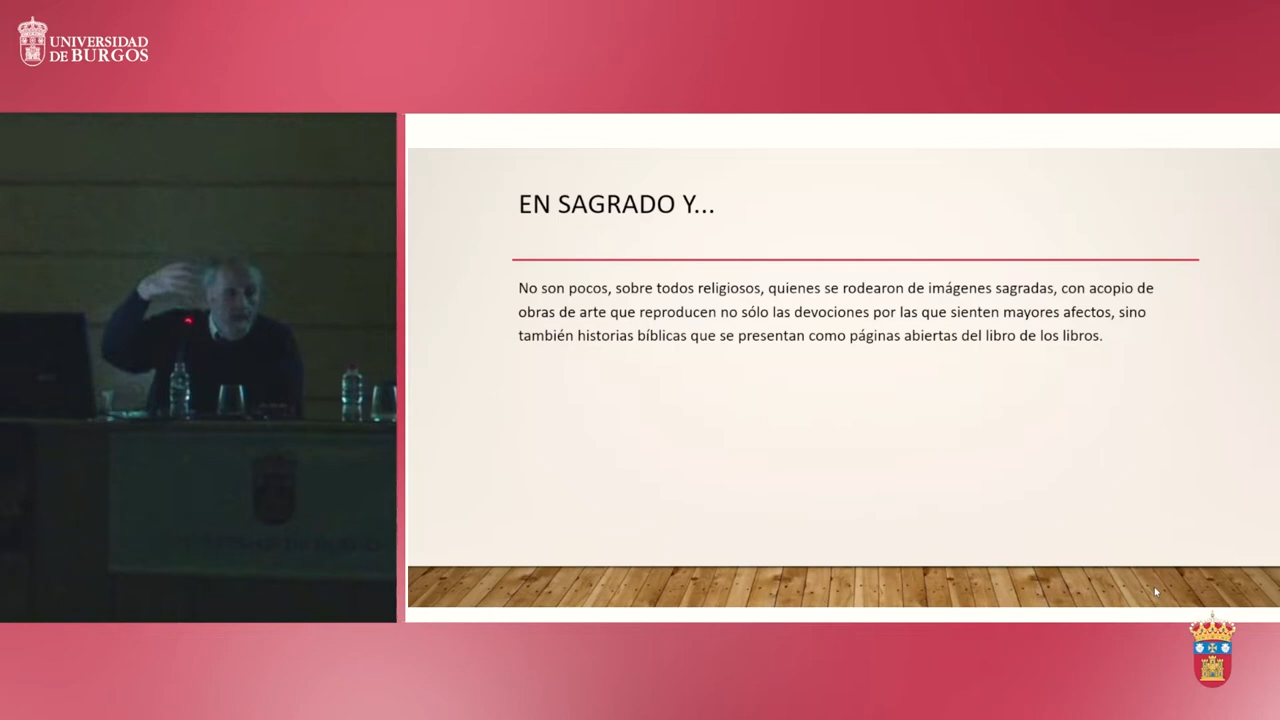 UNIVERSIDAD
DE BURGOS
EN SAGRADO Y...
No son pocos, sobre todos religiosos, quienes se rodearon de imágenes sagradas, con acopio de
obras de arte que reproducen no sólo las devociones por las que sienten mayores afectos, sino
también historias bíblicas que se presentan como páginas abiertas del libro de los libros.